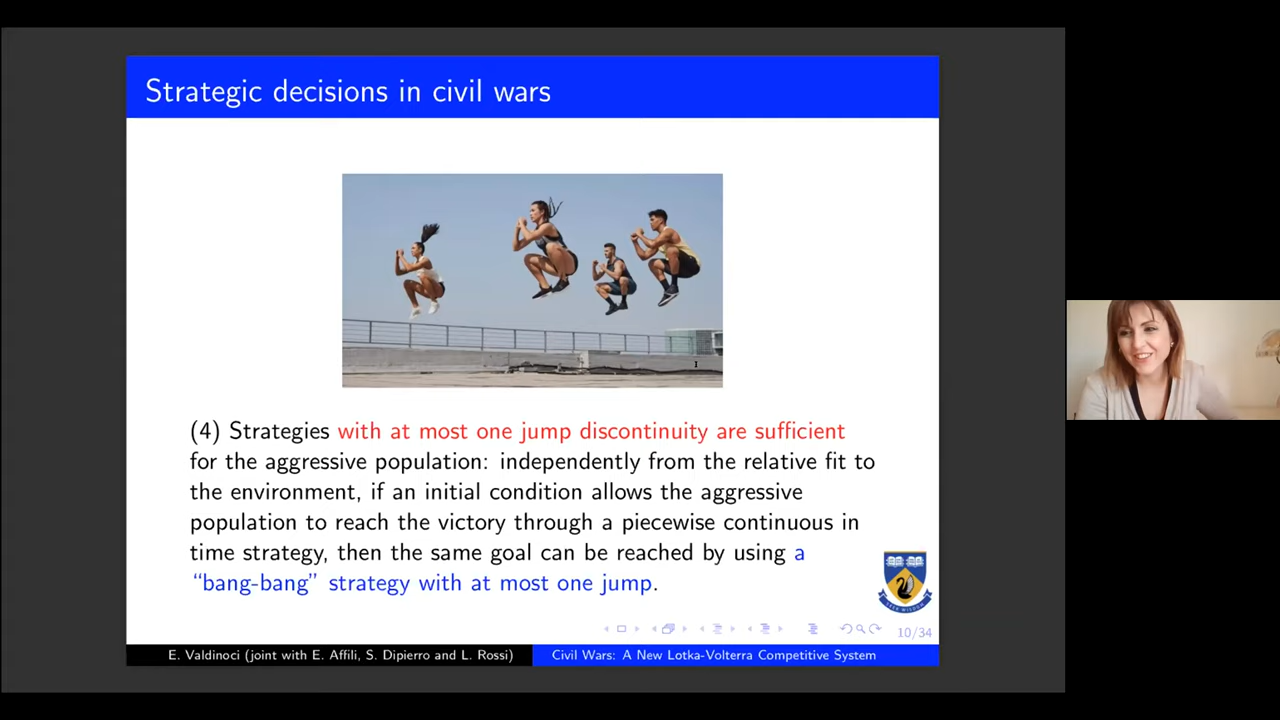 Strategic decisions in civil wars
(4) Strategies with at most one jump discontinuity are sufficient
for the aggressive population: independently from the relative fit to
the environment, if an initial condition allows the aggressive
population to reach the victory through a piecewise continuous in
time strategy, then the same goal can be reached by using a
“bang-bang” strategy with at most one jump.
SEEK WISDOM
10/34
E. Valdinoci (joint with E. Affili, S. Dipierro and L. Rossi)
Civil Wars: A New Lotka-Volterra Competitive System